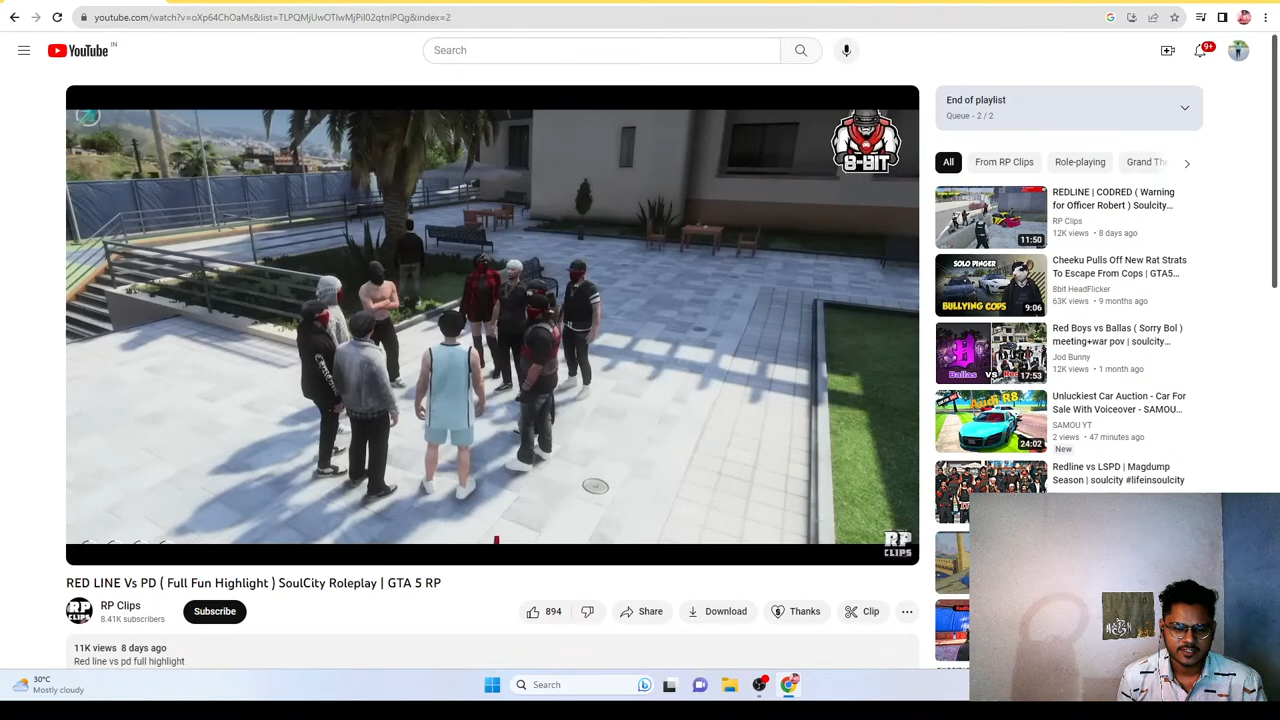 youtube.com/watch?v=oXp64ChOaMs&list=TLPQMjUwOTIwMjPiI02qtnIPQg&index=2
YouTube IN
Search
9+
8-BIT
RP
CLIPS
RED LINE Vs PD ( Full Fun Highlight ) SoulCity Roleplay | GTA 5 RP
RP Clips
8.41K subscribers
Subscribe
894
Share
Download
Thanks
Clip
11K views 8 days ago
Red line vs pd full highlight
End of playlist
Queue - 2 / 2
All
From RP Clips
Role-playing
Grand Th
11:50
REDLINE | CODRED ( Warning
for Officer Robert ) Soulcity...
RP Clips
12K views • 8 days ago
SOLO PINGER
BULLYING COPS
9:06
Cheeku Pulls Off New Rat Strats
To Escape From Cops | GTA5...
8bit HeadFlicker
63K views • 9 months ago
Ballas vs Red
17:53
Red Boys vs Ballas ( Sorry Bol )
meeting+war pov | soulcity...
Jod Bunny
12K views • 1 month ago
Audi R8
24:02
Unluckiest Car Auction - Car For
Sale With Voiceover - SAMOU...
SAMOU YT
2 views • 47 minutes ago
New
Redline vs LSPD | Magdump
Season | soulcity #lifeinsoulcity
30°C
Mostly cloudy
Search